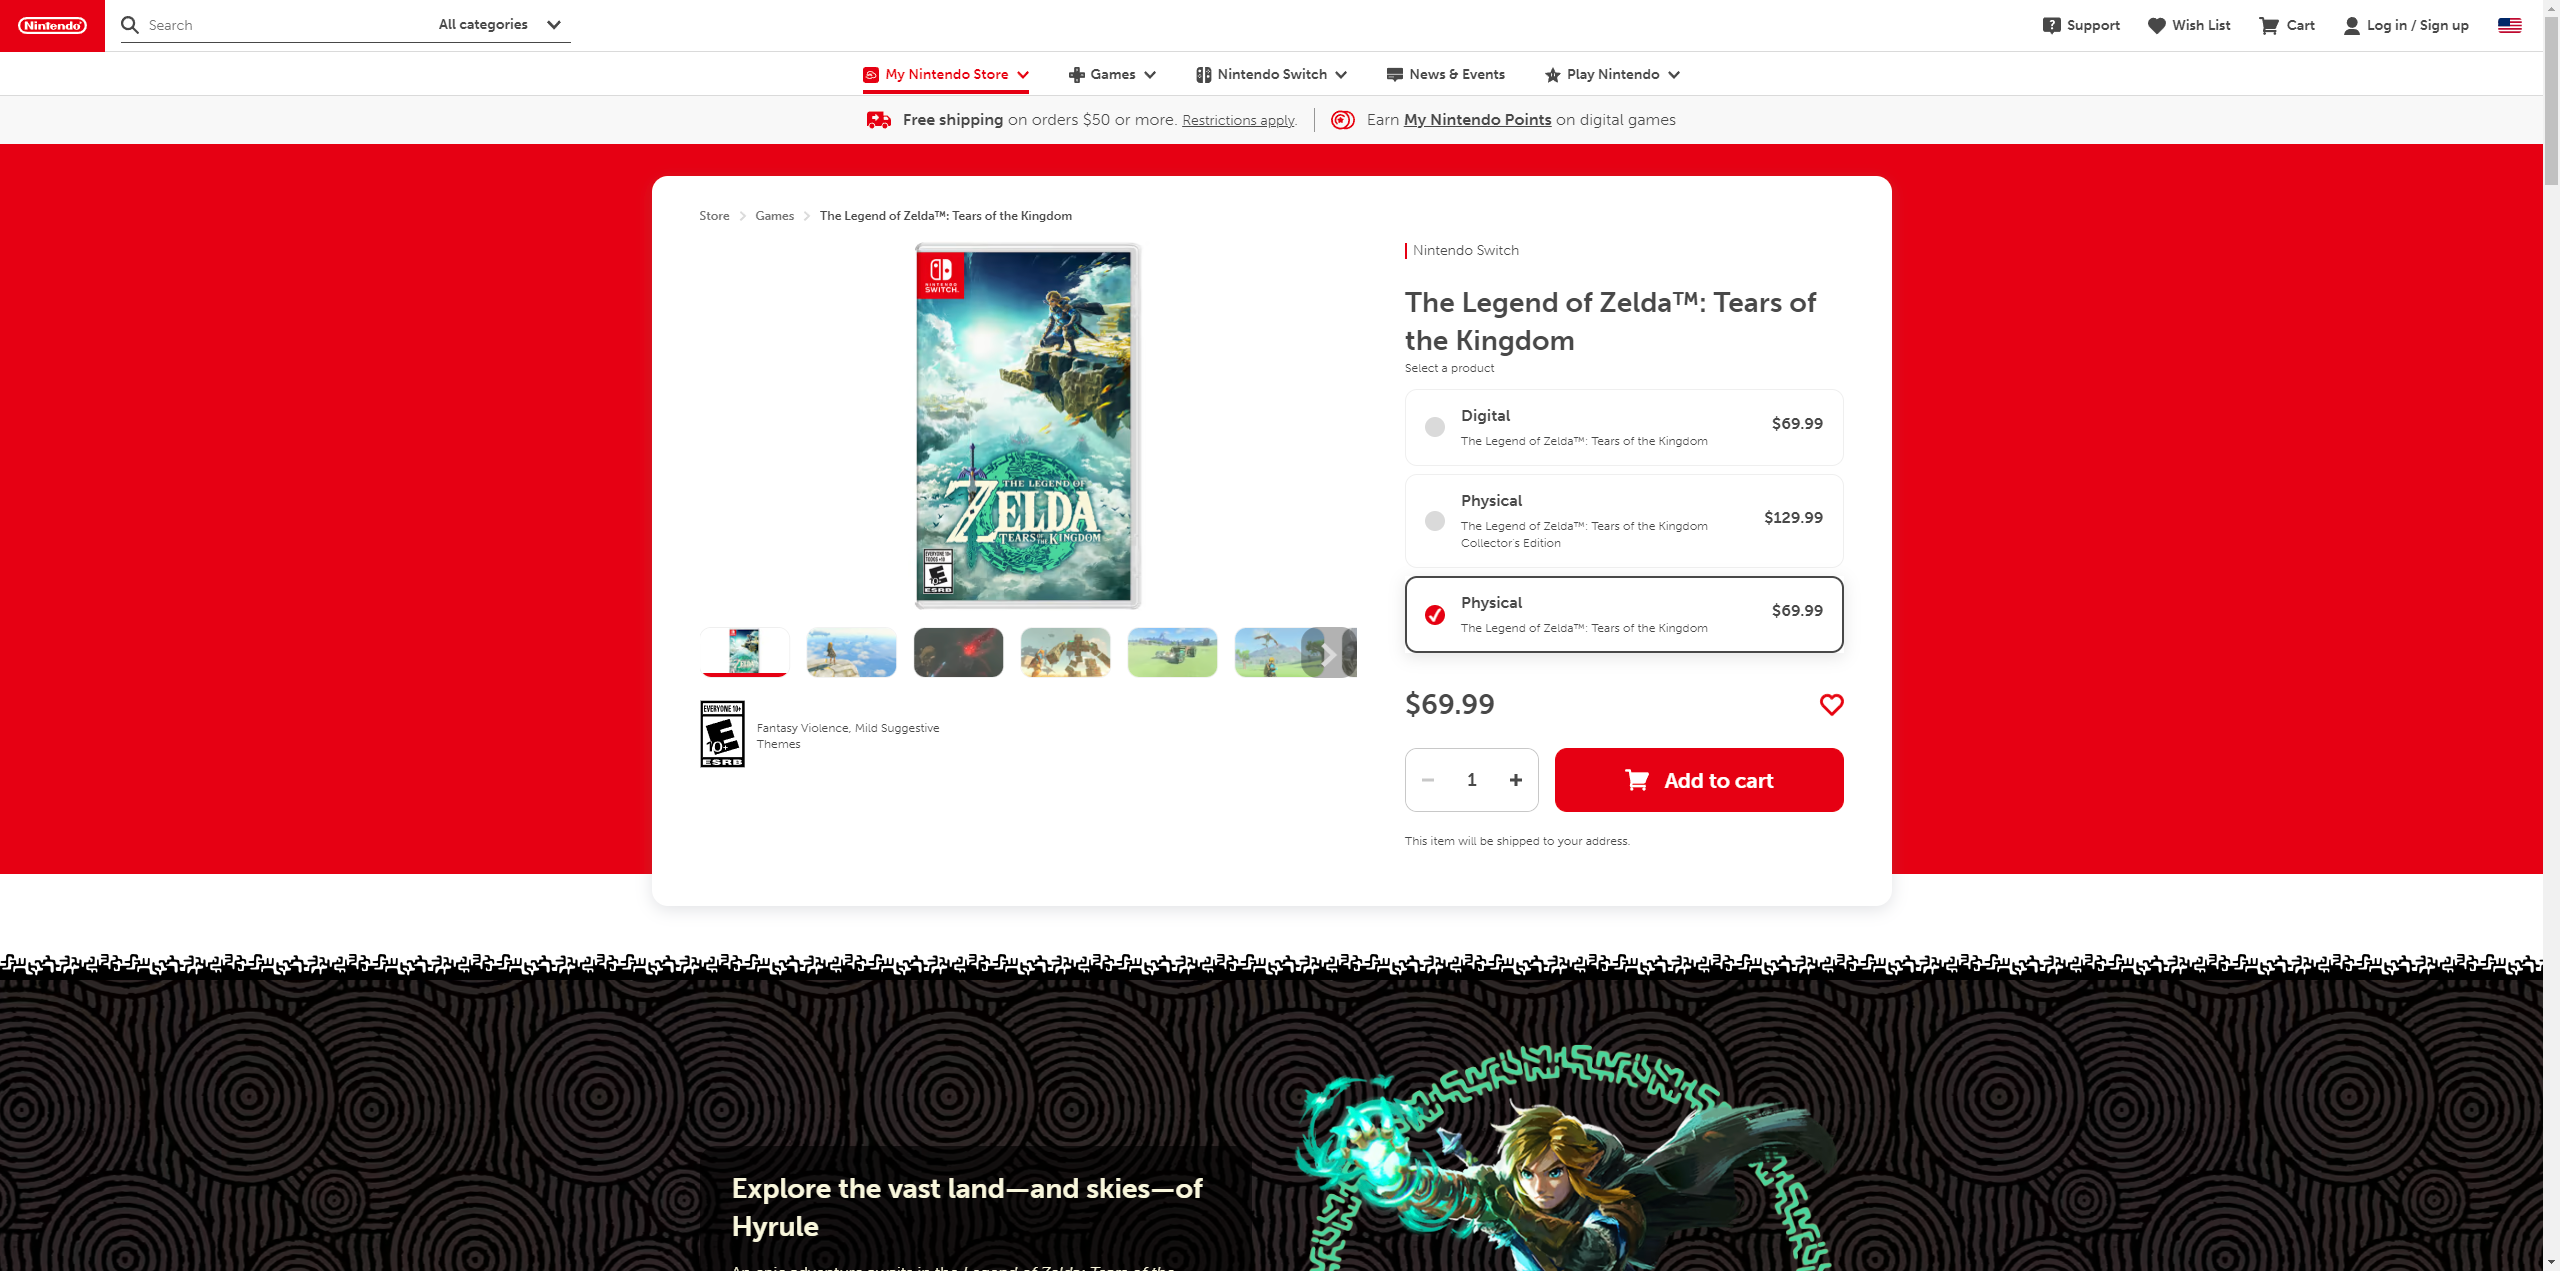 Nintendo
Search
All categories
Support
Wish List
Cart
Log in / Sign up
My Nintendo Store
Games
Nintendo Switch
News & Events
Play Nintendo
Free shipping on orders $50 or more. Restrictions apply.
Earn My Nintendo Points on digital games
Store
Games
The Legend of Zelda™: Tears of the Kingdom
NINTENDO
SWITCH
THE LEGEND OF
ZELDA
TEARS OF THE KINGDOM
EVERYONE 10+
E
10+
ESRB
EVERYONE 10+
E
10+
ESRB
Fantasy Violence, Mild Suggestive
Themes
Nintendo Switch
The Legend of Zelda™: Tears of
the Kingdom
Select a product
Digital
The Legend of Zelda™: Tears of the Kingdom
$69.99
Physical
The Legend of Zelda™: Tears of the Kingdom
Collector's Edition
$129.99
Physical
The Legend of Zelda™: Tears of the Kingdom
$69.99
$69.99
1
Add to cart
This item will be shipped to your address.
Explore the vast land—and skies—of
Hyrule